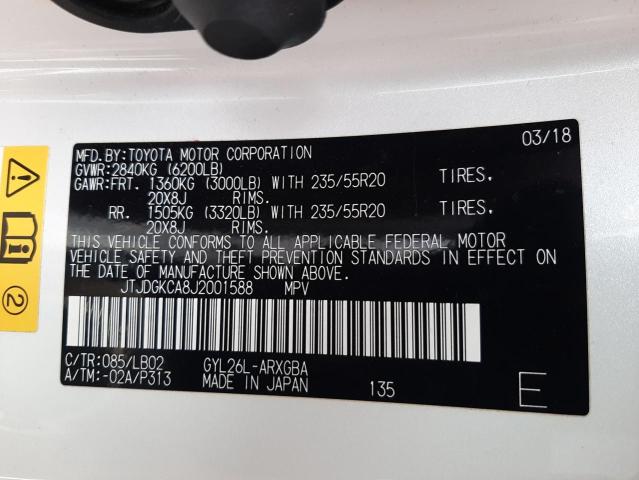 03/18
MFD.BY:TOYOTA MOTOR CORPORATION
GVWR:2840KG (6200LB)
GAWR:FRT. 1360KG (3000LB) WITH 235/55R20 TIRES.
20X8J RIMS.
RR. 1505KG (3320LB) WITH 235/55R20 TIRES.
20X8J RIMS.
THIS VEHICLE CONFORMS TO ALL APPLICABLE FEDERAL MOTOR
VEHICLE SAFETY AND THEFT PREVENTION STANDARDS IN EFFECT ON
THE DATE OF MANUFACTURE SHOWN ABOVE.
JTJDGKCA8J2001588 MPV
C/TR:085/LB02 GYL26L-ARXGBA
A/TM:-02A/P313 MADE IN JAPAN 135 E
2